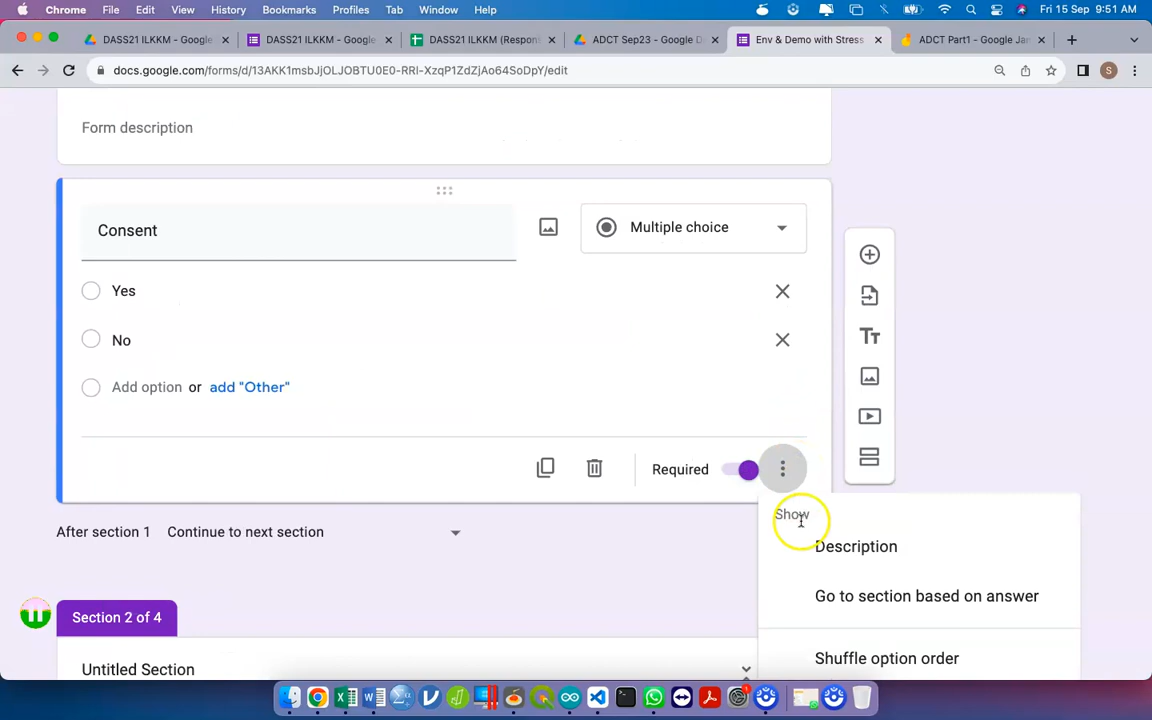 Chrome File Edit View History Bookmarks Profiles Tab Window Help Fri 15 Sep 9:51 AM
DASS21 ILKKM - Google DASS21 ILKKM - Google DASS21 ILKKM (Respon ADCT Sep23 - Google D Env & Demo with Stress ADCT Part1 - Google Ja
docs.google.com/forms/d/13AKK1msbJjOLJOBTU0E0-RRl-XzqP1ZdZjAo64SoDpY/edit S
Form description
Consent Multiple choice
Yes
No
Add option or add "Other"
Required
Show
After section 1 Continue to next section
Description
Go to section based on answer
Section 2 of 4
Shuffle option order
Untitled Section